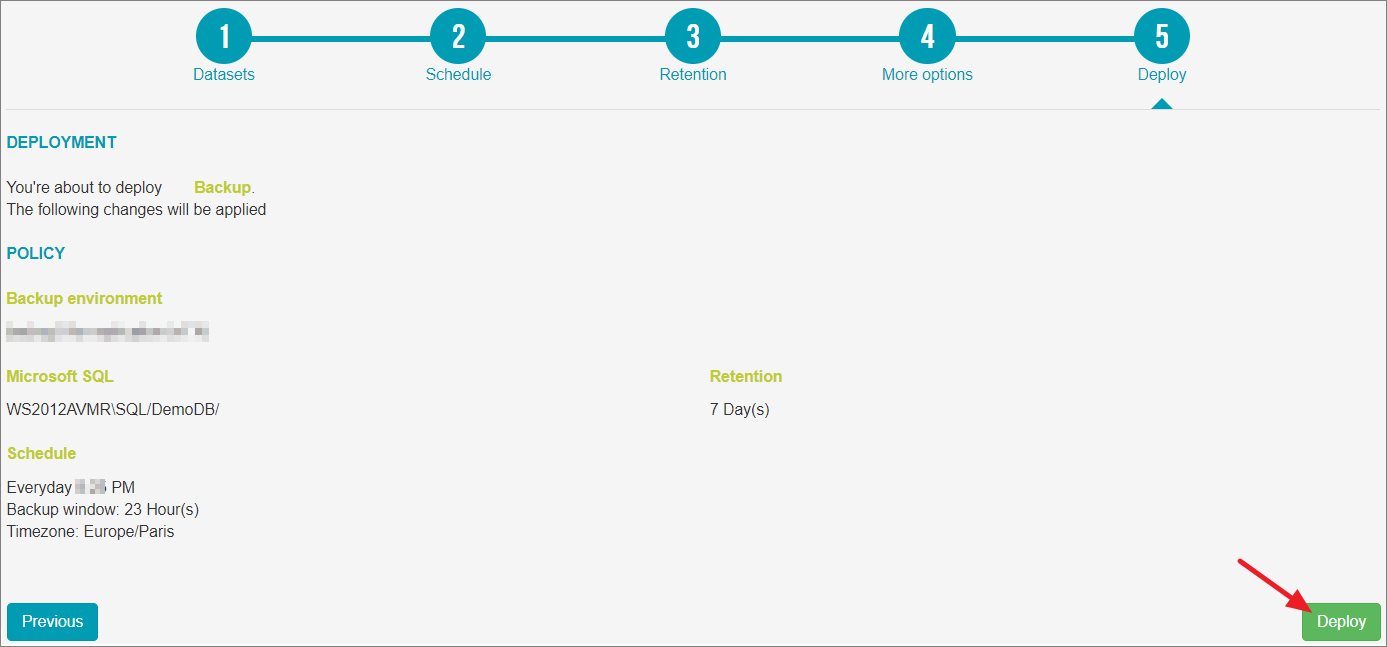 1
2
3
4
5
Datasets
Schedule
Retention
More options
Deploy
DEPLOYMENT
You're about to deploy Backup.
The following changes will be applied
POLICY
Backup environment
Microsoft SQL
Retention
WS2012AVMR\SQL/DemoDB/
7 Day(s)
Schedule
Everyday PM
Backup window: 23 Hour(s)
Timezone: Europe/Paris
Previous
Deploy